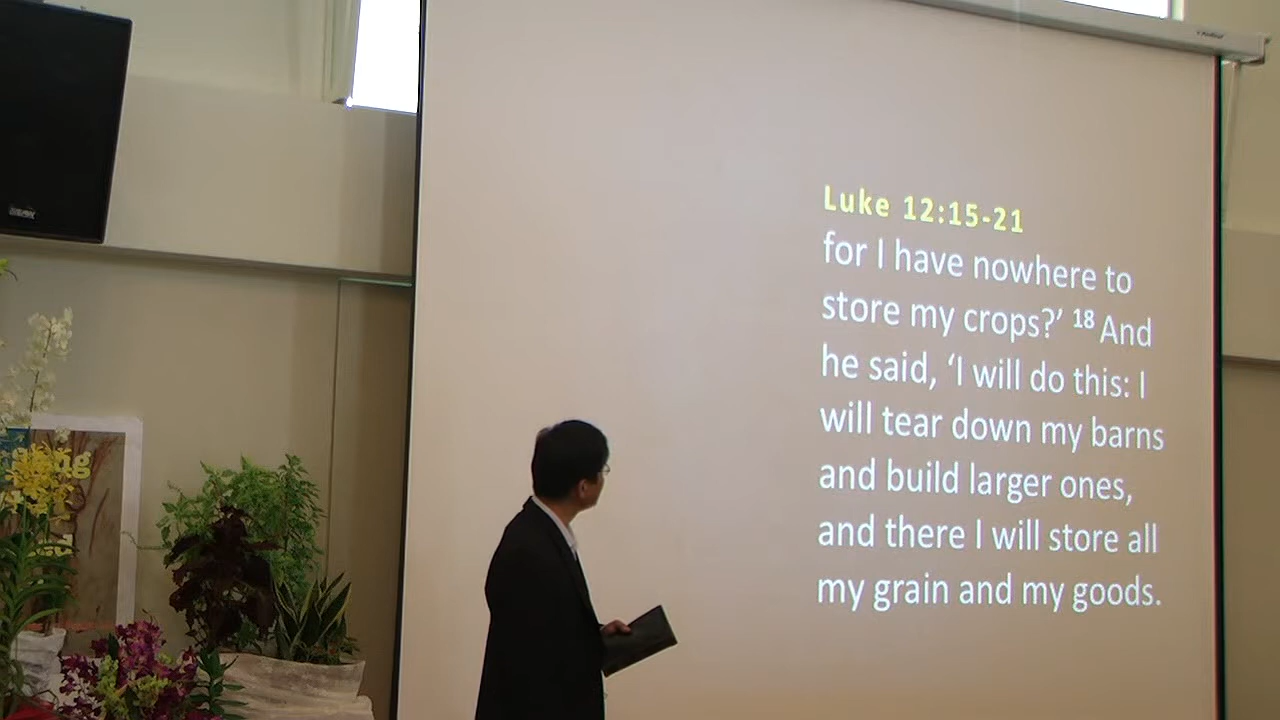 Luke 12:15-21
for I have nowhere to
store my crops?’ 18 And
he said, ‘I will do this: I
will tear down my barns
and build larger ones,
and there I will store all
my grain and my goods.